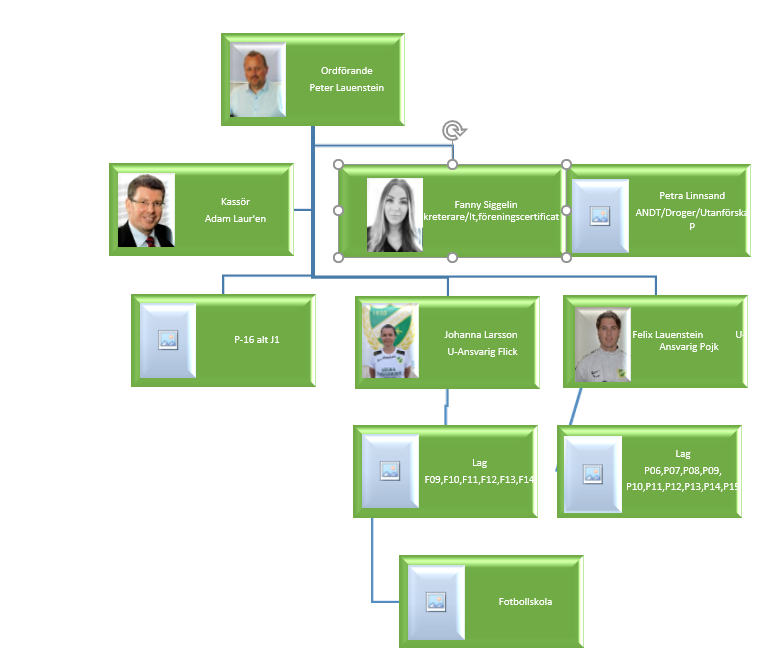 Ordförande
Peter Lauenstein
Kassör
Adam Laur'en
Fanny Siggelin
kreterare/It,föreningscertificat
Petra Linnsand
ANDT/Droger/Utanförska
p
P-16 alt J1
Johanna Larsson
U-Ansvarig Flick
Felix Lauenstein U-
Ansvarig Pojk
Lag
F09,F10,F11,F12,F13,F14
Lag
P06,P07,P08,P09,
P10,P11,P12,P13,P14,P15
Fotbollskola